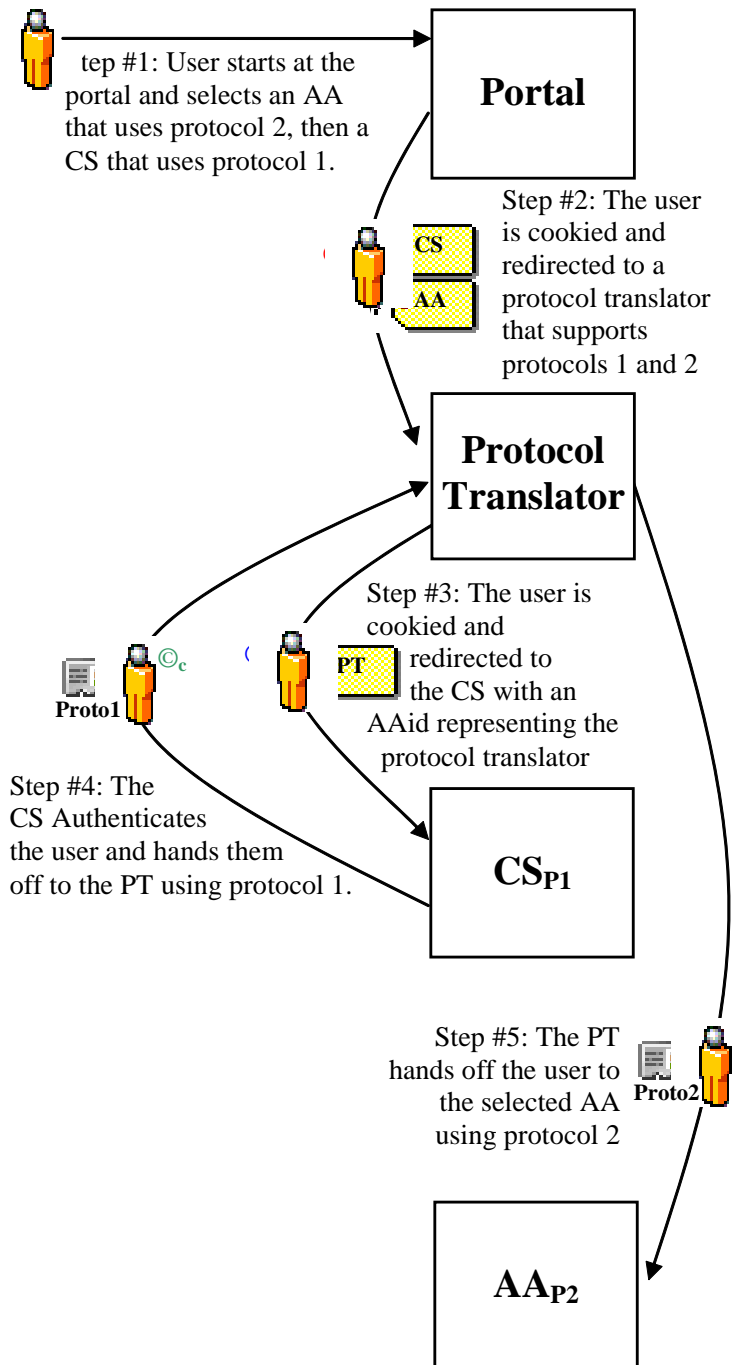 tep #1: User starts at the
portal and selects an AA
that uses protocol 2, then a
CS that uses protocol 1.
Portal
Step #2: The user
is cookied and
redirected to a
protocol translator
that supports
protocols 1 and 2
CS
AA
Protocol
Translator
Step #3: The user is
cookied and
redirected to
the CS with an
AAid representing the
protocol translator
PT
©c
Proto1
Step #4: The
CS Authenticates
the user and hands them
off to the PT using protocol 1.
CSP1
Step #5: The PT
hands off the user to
the selected AA
using protocol 2
Proto2
AAP2